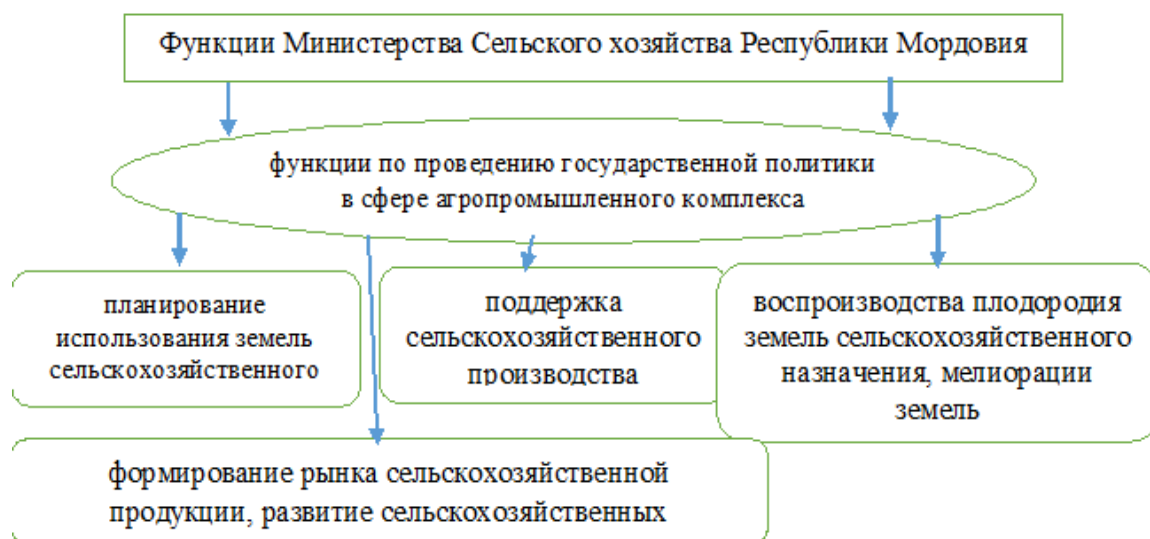 Функции Министерства Сельского хозяйства Республики Мордовия
функции по проведению государственной политики
в сфере агропромышленного комплекса
планирование
использования земель
сельскохозяйственного
поддержка
сельскохозяйственного
производства
воспроизводства плодородия
земель сельскохозяйственного
назначения, мелиорации
земель
формирование рынка сельскохозяйственной
продукции, развитие сельскохозяйственных